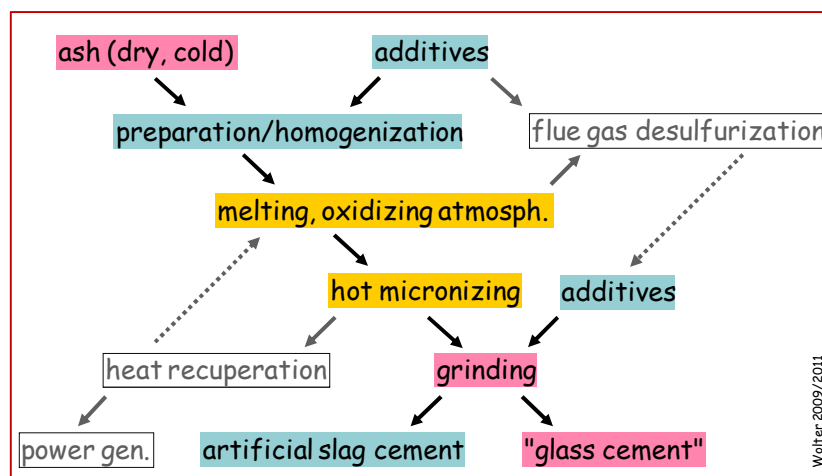 ash (dry, cold)
additives
preparation/homogenization
flue gas desulfurization
melting, oxidizing atmosph.
hot micronizing
additives
heat recuperation
grinding
power gen.
artificial slag cement
"glass cement"
Wolter 2009/2011